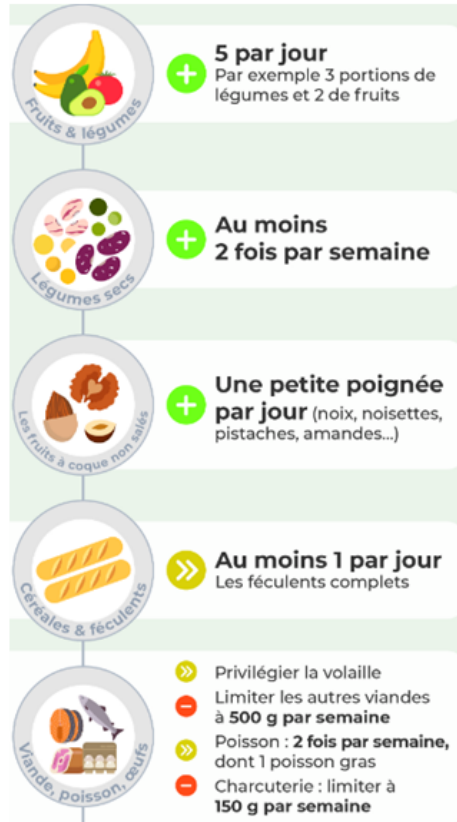 5 par jour
Par exemple 3 portions de
légumes et 2 de fruits
Fruits & légumes
Au moins
2 fois par semaine
Légumes secs
Une petite poignée
par jour (noix, noisettes,
pistaches, amandes...)
Les fruits à coque non salés
Au moins 1 par jour
Les féculents complets
Céréales & féculents
Privilégier la volaille
Limiter les autres viandes
à 500 g par semaine
Poisson : 2 fois par semaine,
dont 1 poisson gras
Charcuterie : limiter à
150 g par semaine
Viande, poisson, œufs